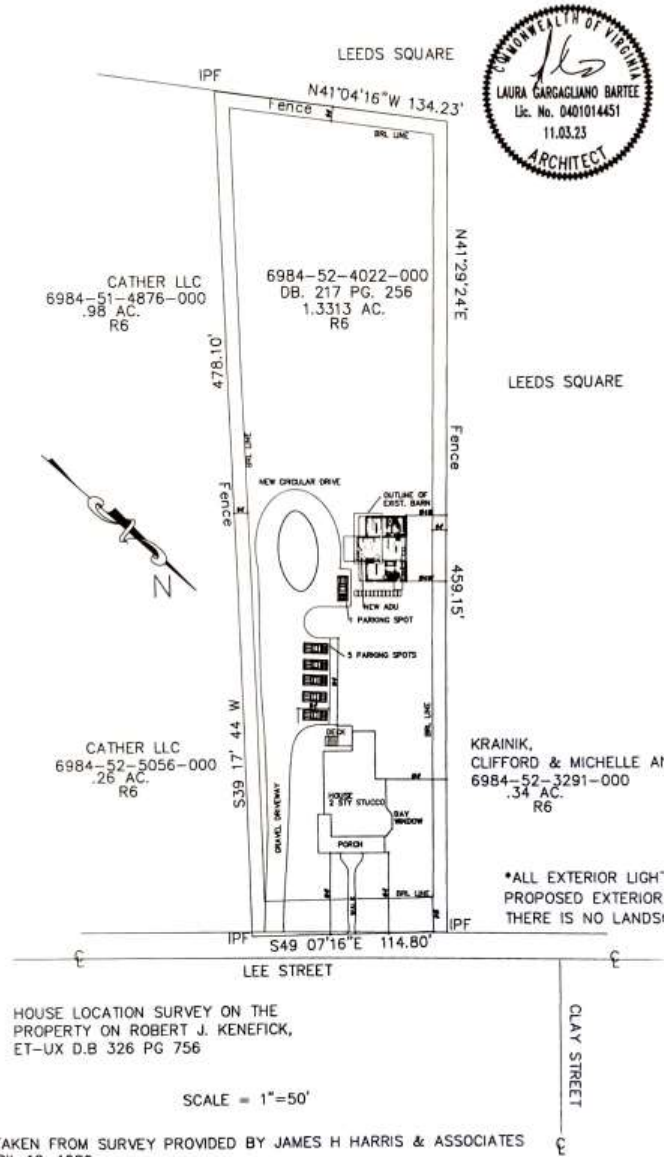 LEEDS SQUARE
COMMONWEALTH OF VIRGINIA
LAURA GARGAGLIANO BARTEE
Lic. No. 0401014451
11.03.23
ARCHITECT
IPF
N41°04'16"W 134.23'
Fence
BRL LINE
N41°29'24"E
CATHER LLC
6984-51-4876-000
.98 AC.
R6
6984-52-4022-000
DB. 217 PG. 256
1.3313 AC.
R6
478.10'
LEEDS SQUARE
BRL LINE
Fence
Fence
NEW CIRCULAR DRIVE
OUTLINE OF
EXIST. BARN
N
459.15'
NEW ADU
1 PARKING SPOT
5 PARKING SPOTS
S39 17' 44 W
BRL LINE
DECK
CATHER LLC
6984-52-5056-000
.26 AC.
R6
KRAINIK,
CLIFFORD & MICHELLE AN
6984-52-3291-000
.34 AC.
R6
GRAVEL DRIVEWAY
HOUSE
2 STY STUCCO
BAY
WINDOW
PORCH
WALK
BRL LINE
*ALL EXTERIOR LIGHT
PROPOSED EXTERIOR
THERE IS NO LANDSC
IPF
S49 07'16"E 114.80'
IPF
LEE STREET
CLAY STREET
HOUSE LOCATION SURVEY ON THE
PROPERTY ON ROBERT J. KENEFICK,
ET-UX D.B 326 PG 756
SCALE = 1"=50'
TAKEN FROM SURVEY PROVIDED BY JAMES H HARRIS & ASSOCIATES